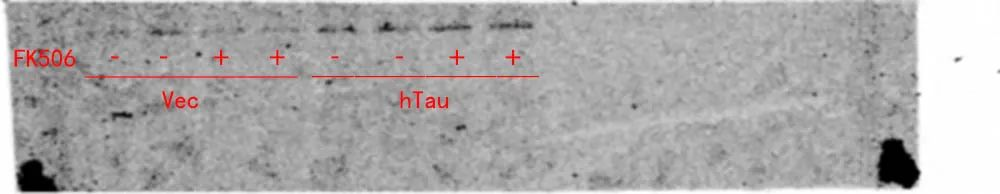 FK506 - - + + - - + +
Vec hTau